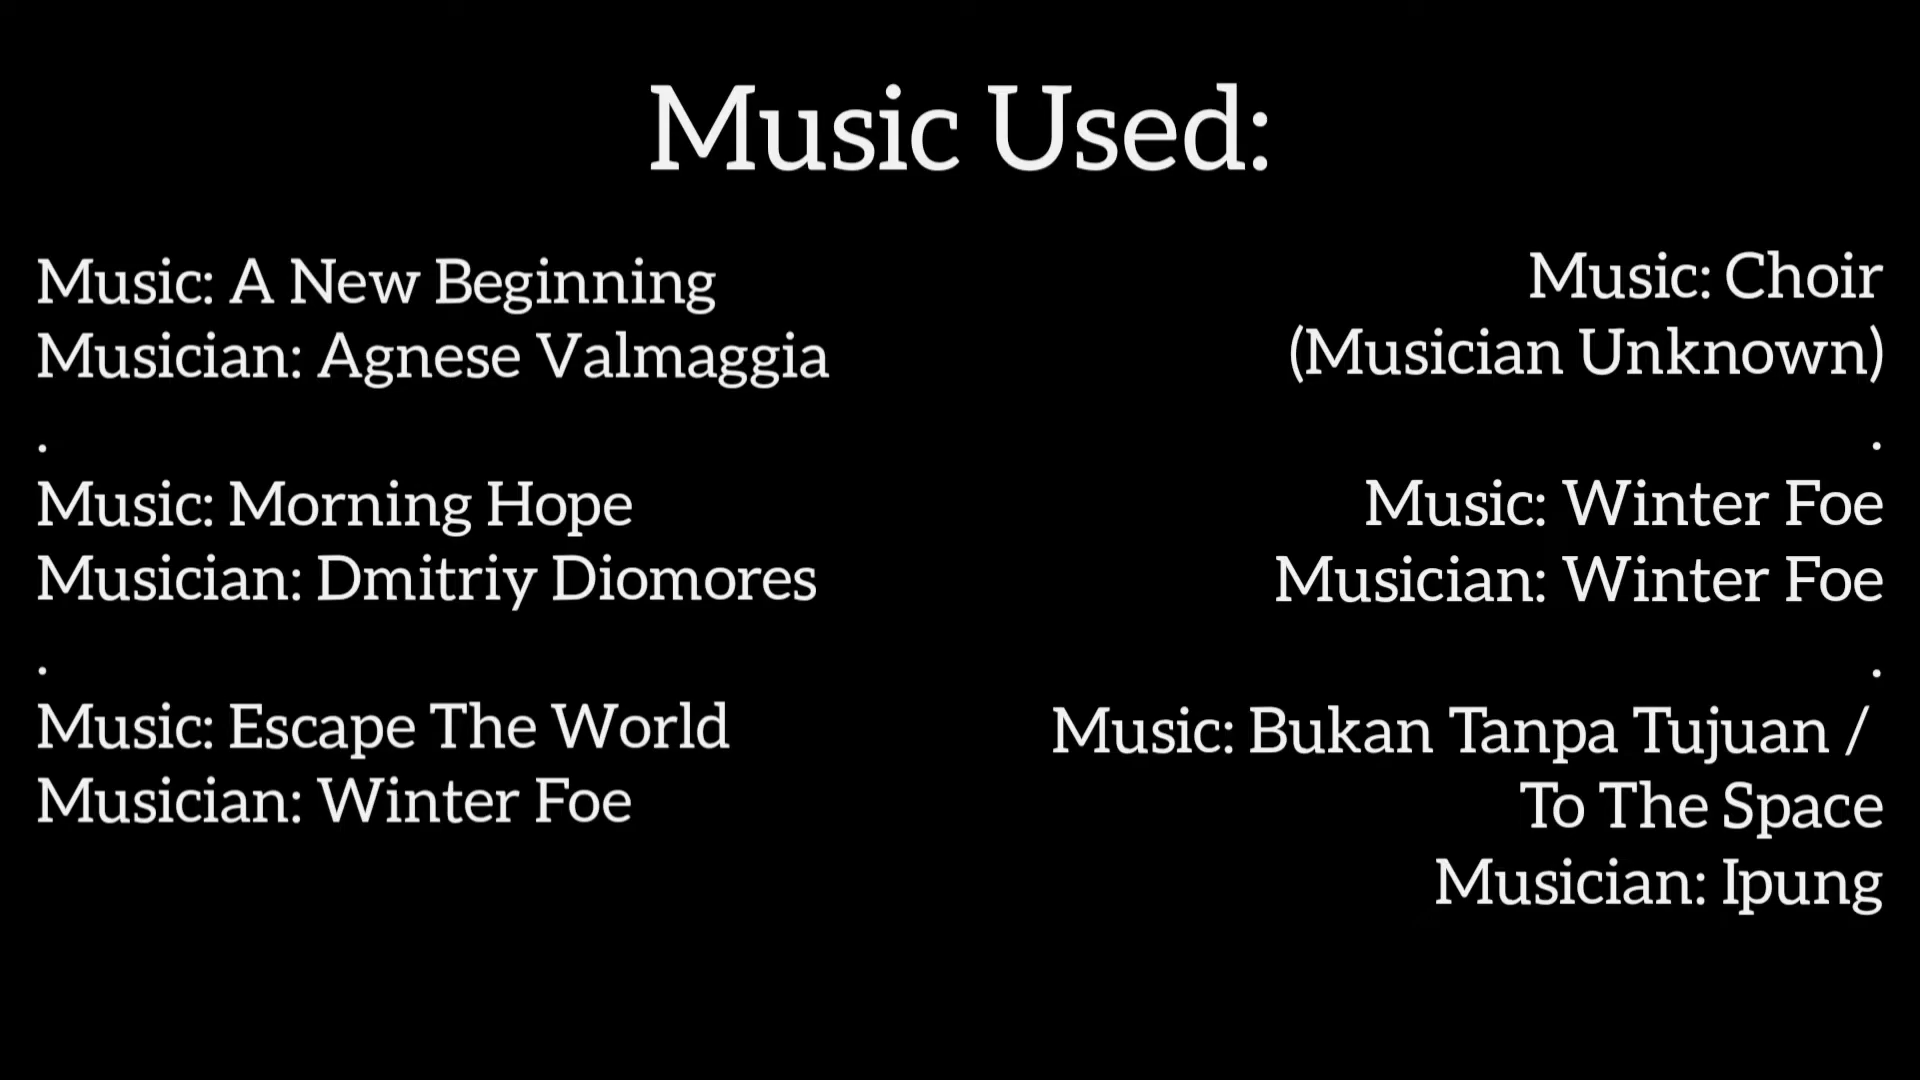 Music Used:
Music: A New Beginning
Musician: Agnese Valmaggia
.
Music: Morning Hope
Musician: Dmitriy Diomores
.
Music: Escape The World
Musician: Winter Foe
Music: Choir
(Musician Unknown)
.
Music: Winter Foe
Musician: Winter Foe
.
Music: Bukan Tanpa Tujuan /
To The Space
Musician: Ipung